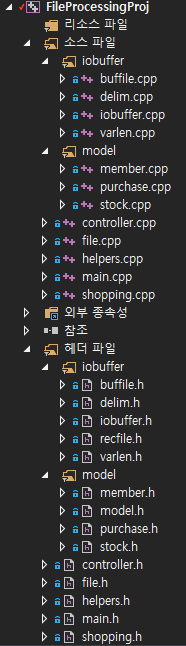 FileProcessingProj
리소스 파일
소스 파일
iobuffer
buffile.cpp
delim.cpp
iobuffer.cpp
varlen.cpp
model
member.cpp
purchase.cpp
stock.cpp
controller.cpp
file.cpp
helpers.cpp
main.cpp
shopping.cpp
외부 종속성
참조
헤더 파일
iobuffer
buffile.h
delim.h
iobuffer.h
recfile.h
varlen.h
model
member.h
model.h
purchase.h
stock.h
controller.h
file.h
helpers.h
main.h
shopping.h